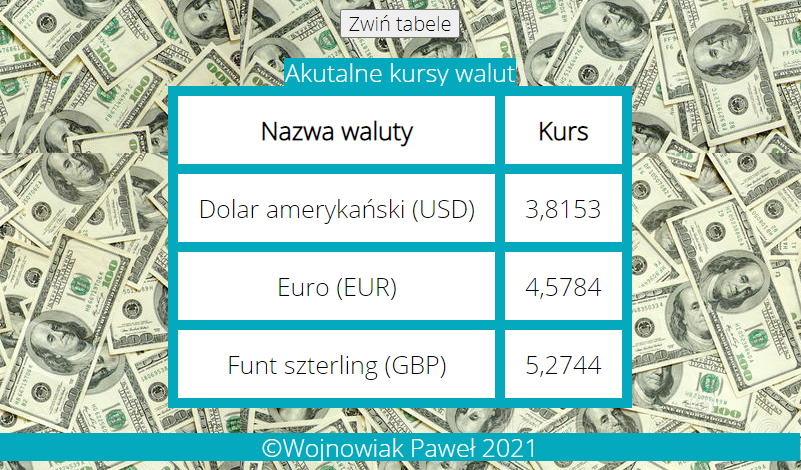 Zwiń tabele
Akutalne kursy walut
Nazwa waluty Kurs
Dolar amerykański (USD) 3,8153
Euro (EUR) 4,5784
Funt szterling (GBP) 5,2744
©Wojnowiak Paweł 2021